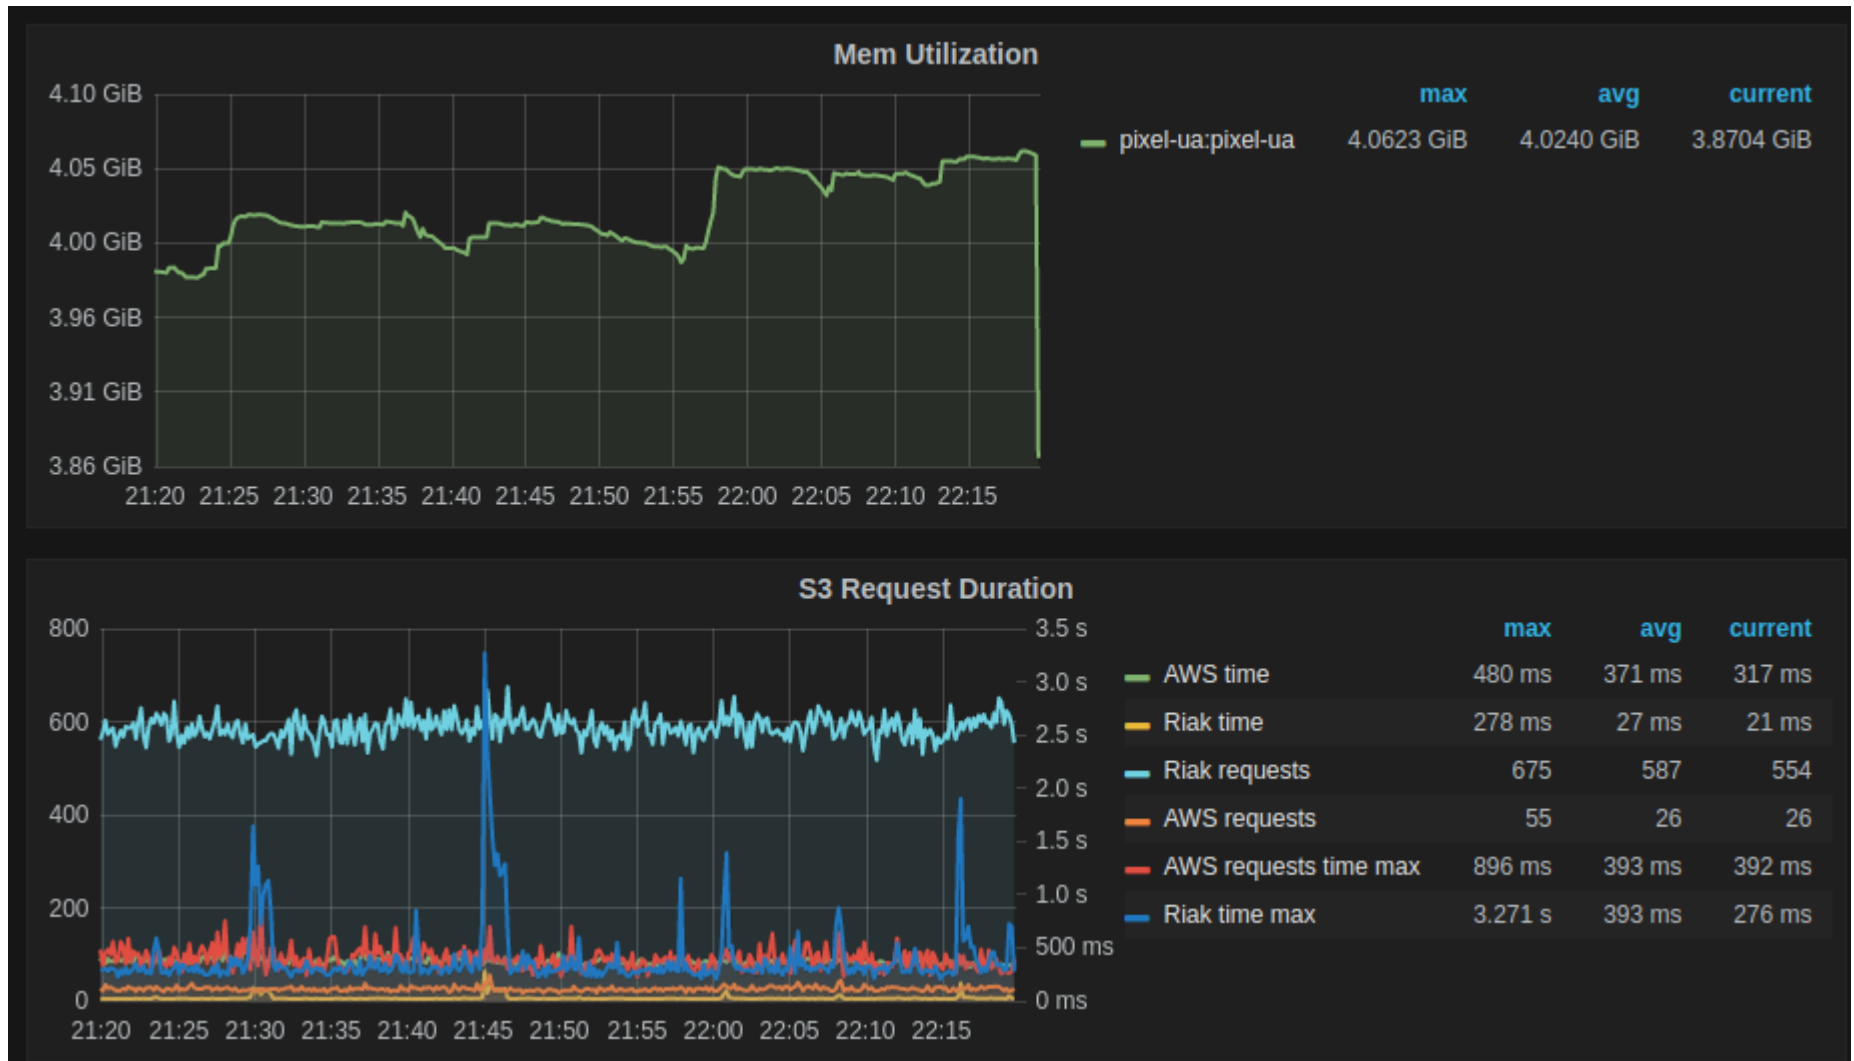 Mem Utilization
4.10 GiB
4.05 GiB
4.00 GiB
3.96 GiB
3.91 GiB
3.86 GiB
21:20 21:25 21:30 21:35 21:40 21:45 21:50 21:55 22:00 22:05 22:10 22:15
max avg current
pixel-ua:pixel-ua 4.0623 GiB 4.0240 GiB 3.8704 GiB
S3 Request Duration
800
600
400
200
0
3.5 s
3.0 s
2.5 s
2.0 s
1.5 s
1.0 s
500 ms
0 ms
21:20 21:25 21:30 21:35 21:40 21:45 21:50 21:55 22:00 22:05 22:10 22:15
max avg current
AWS time 480 ms 371 ms 317 ms
Riak time 278 ms 27 ms 21 ms
Riak requests 675 587 554
AWS requests 55 26 26
AWS requests time max 896 ms 393 ms 392 ms
Riak time max 3.271 s 393 ms 276 ms